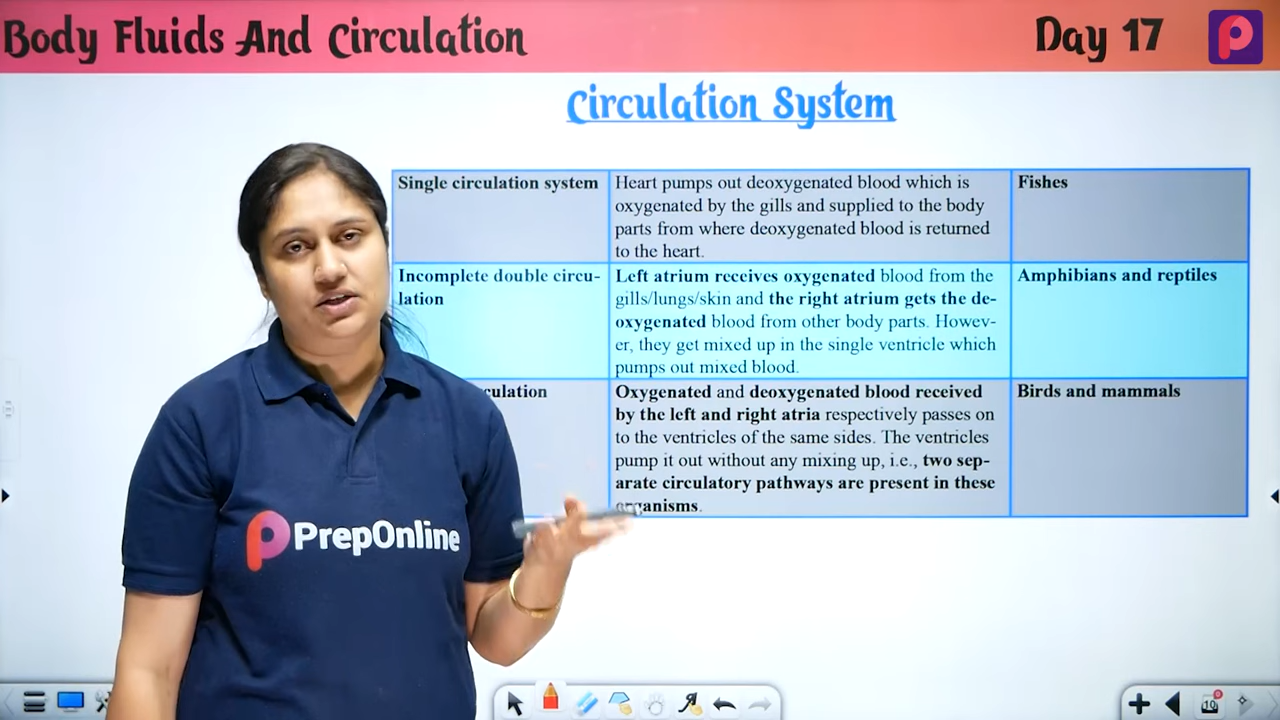 Body Fluids And Circulation
Day 17
Circulation System
Single circulation system
Heart pumps out deoxygenated blood which is
oxygenated by the gills and supplied to the body
parts from where deoxygenated blood is returned
to the heart.
Fishes
Incomplete double circu-
lation
Left atrium receives oxygenated blood from the
gills/lungs/skin and the right atrium gets the de-
oxygenated blood from other body parts. Howev-
er, they get mixed up in the single ventricle which
pumps out mixed blood.
Amphibians and reptiles
culation
Oxygenated and deoxygenated blood received
by the left and right atria respectively passes on
to the ventricles of the same sides. The ventricles
pump it out without any mixing up, i.e., two sep-
arate circulatory pathways are present in these
organisms.
Birds and mammals
PrepOnline
10